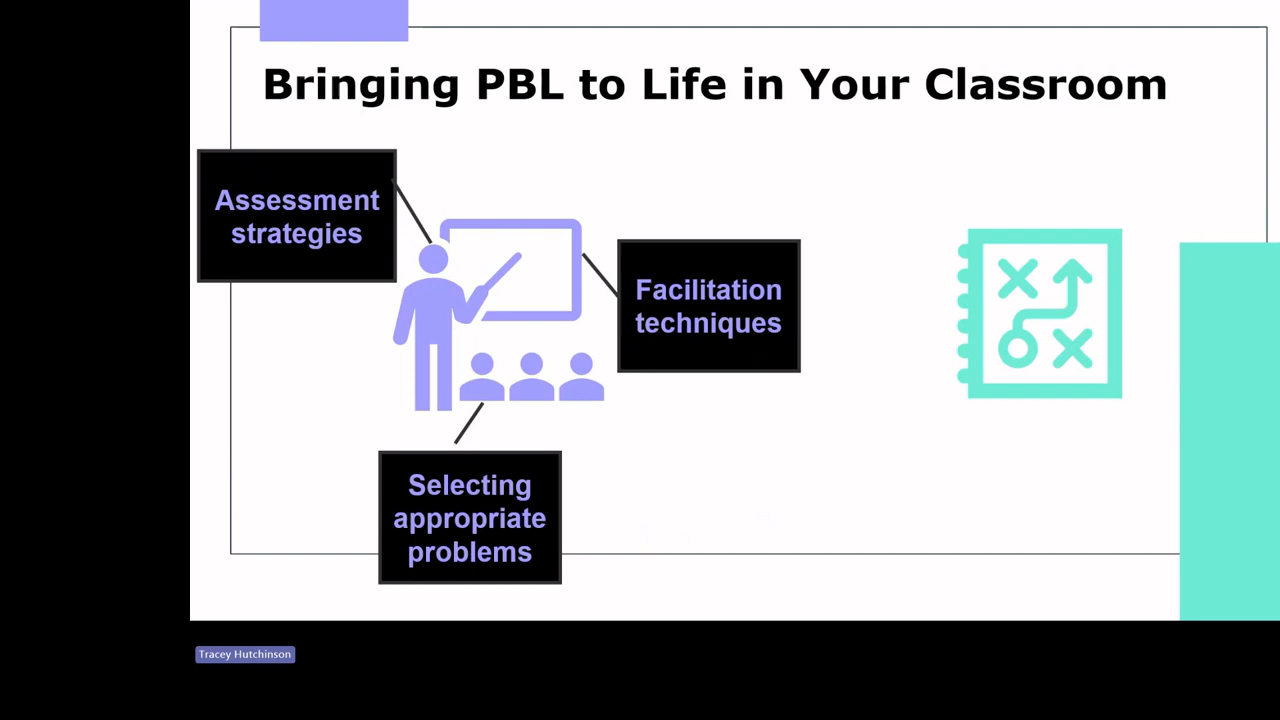 Bringing PBL to Life in Your Classroom
Assessment
strategies
Facilitation
techniques
Selecting
appropriate
problems
Tracey Hutchinson